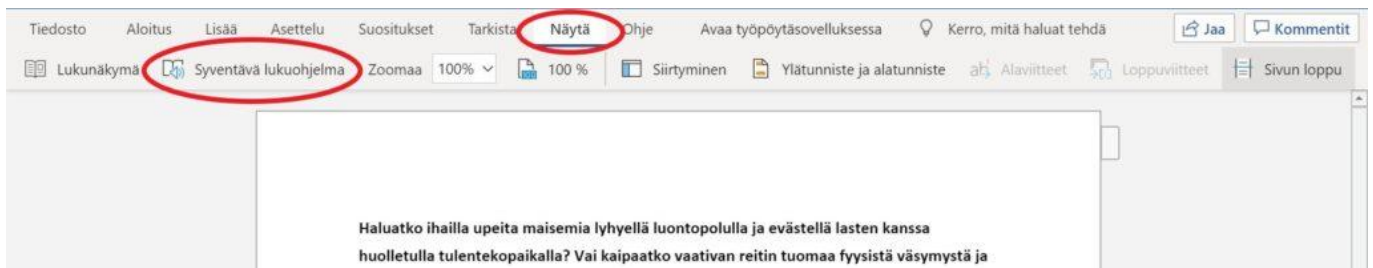 Tiedosto Aloitus Lisää Asettelu Suositukset Tarkista Näytä Ohje Avaa työpöytäsovelluksessa Kerro, mitä haluat tehdä Jaa Kommentit
Lukunäkymä Syventävä lukuohjelma Zoomaa 100% 100 % Siirtyminen Ylätunniste ja alatunniste Alaviitteet Loppuviitteet Sivun loppu
Haluatko ihailla upeita maisemia lyhyellä luontopolulla ja evästellä lasten kanssa
huolletulla tulentekopaikalla? Vai kaipaatko vaativan reitin tuomaa fyysistä väsymystä ja